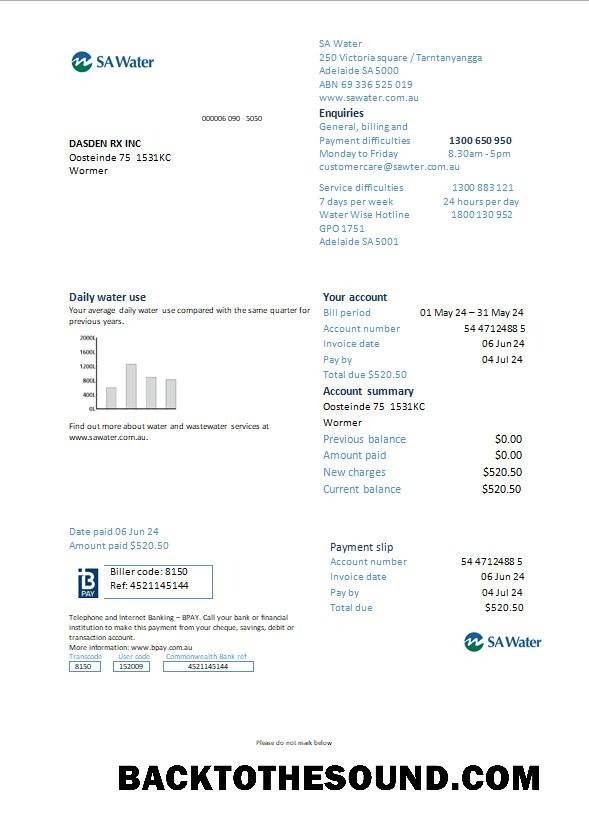 SA Water
SA Water
250 Victoria square / Tarntanyangga
Adelaide SA 5000
ABN 69 336 525 019
www.sawater.com.au
Enquiries
General, billing and
Payment difficulties 1300 650 950
Monday to Friday 8.30am - 5pm
customercare@sawter.com.au
Service difficulties 1300 883 121
7 days per week 24 hours per day
Water Wise Hotline 1800 130 952
GPO 1751
Adelaide SA 5001
000006 090 5050
DASDEN RX INC
Oosteinde 75 1531KC
Wormer
Daily water use
Your average daily water use compared with the same quarter for
previous years.
2000L
1600L
1200L
800L
400L
0L
Find out more about water and wastewater services at
www.sawater.com.au.
Your account
Bill period 01 May 24 – 31 May 24
Account number 54 4712488 5
Invoice date 06 Jun 24
Pay by 04 Jul 24
Total due $520.50
Account summary
Oosteinde 75 1531KC
Wormer
Previous balance $0.00
Amount paid $0.00
New charges $520.50
Current balance $520.50
Date paid 06 Jun 24
Amount paid $520.50
B
PAY
Biller code: 8150
Ref: 4521145144
Telephone and Internet Banking – BPAY. Call your bank or financial
institution to make this payment from your cheque, savings, debit or
transaction account.
More information: www.bpay.com.au
Transcode User code Commonwealth Bank ref
8150 152009 4521145144
Payment slip
Account number 54 4712488 5
Invoice date 06 Jun 24
Pay by 04 Jul 24
Total due $520.50
SA Water
Please do not mark below
BACKTOTHESOUND.COM